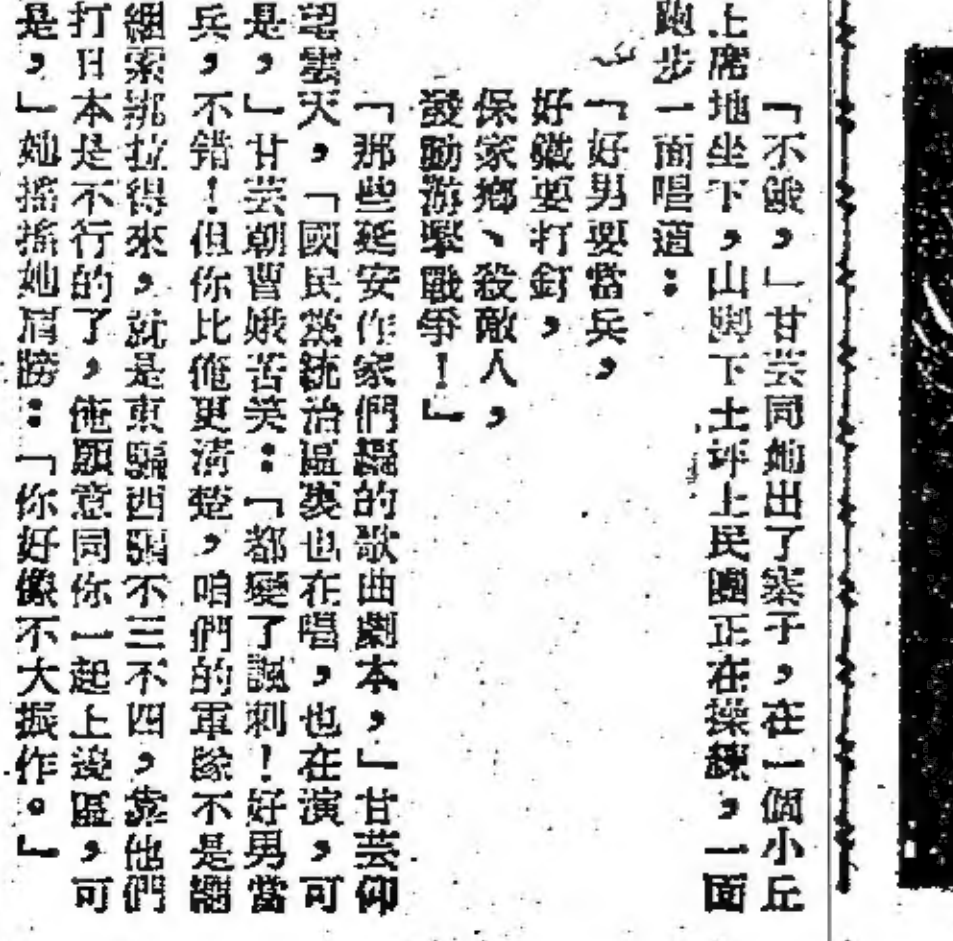 「不餓，」甘芸同她出了寨子，在一個小丘
上席地坐下，山脚下土坪上民團正在操練，一面
跑步一面唱道：
「好男要當兵，
好鐵要打釘，
保家鄉、殺敵人，
發動游擊戰爭！」
「那些延安作家們編的歌曲劇本，」甘芸仰
望雲天，「國民黨統治區裏也在唱，也在演，可
是，」甘芸朝曹娥苦笑：「都變了諷刺！好男當
兵，不錯！但你比俺更清楚，咱們的軍隊不是繩
綑索綁拉得來，就是東騙西騙不三不四，靠他們
打日本是不行的了，俺願意同你一起上邊區，可
是，」她搖搖她肩膀：「你好像不大振作。」